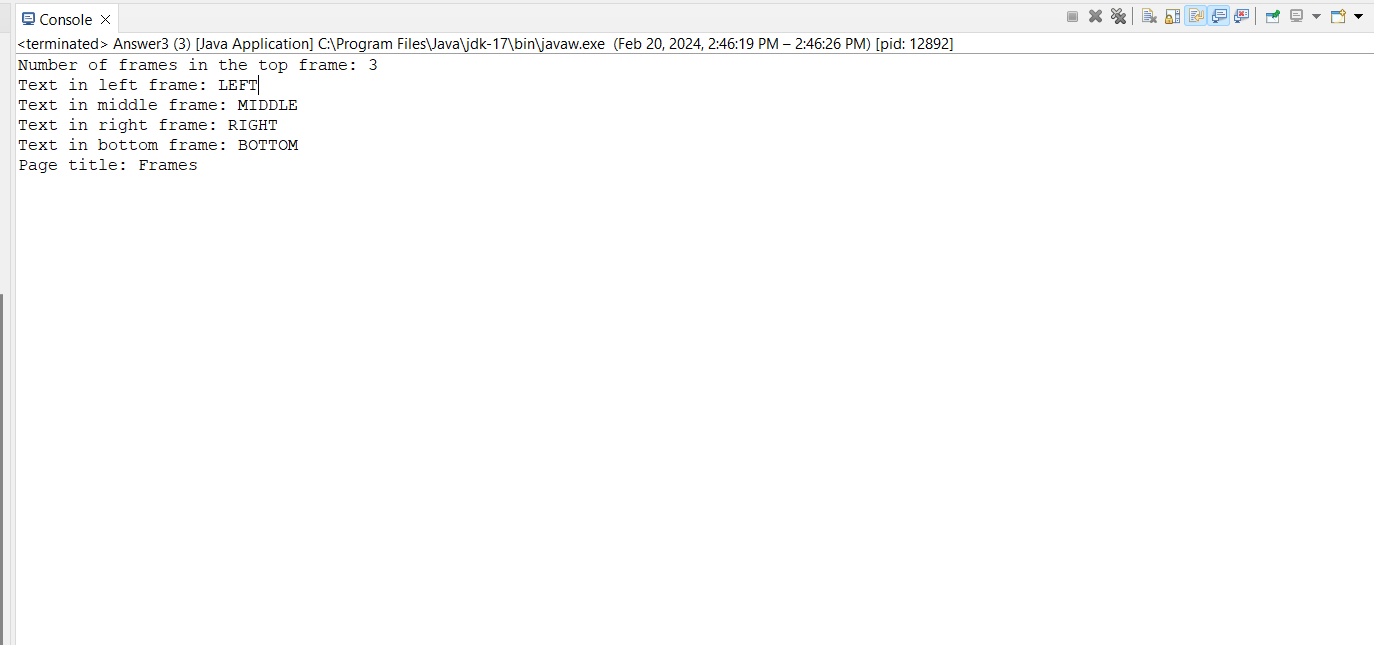 Console
<terminated> Answer3 (3) [Java Application] C:\Program Files\Java\jdk-17\bin\javaw.exe (Feb 20, 2024, 2:46:19 PM – 2:46:26 PM) [pid: 12892]
Number of frames in the top frame: 3
Text in left frame: LEFT
Text in middle frame: MIDDLE
Text in right frame: RIGHT
Text in bottom frame: BOTTOM
Page title: Frames